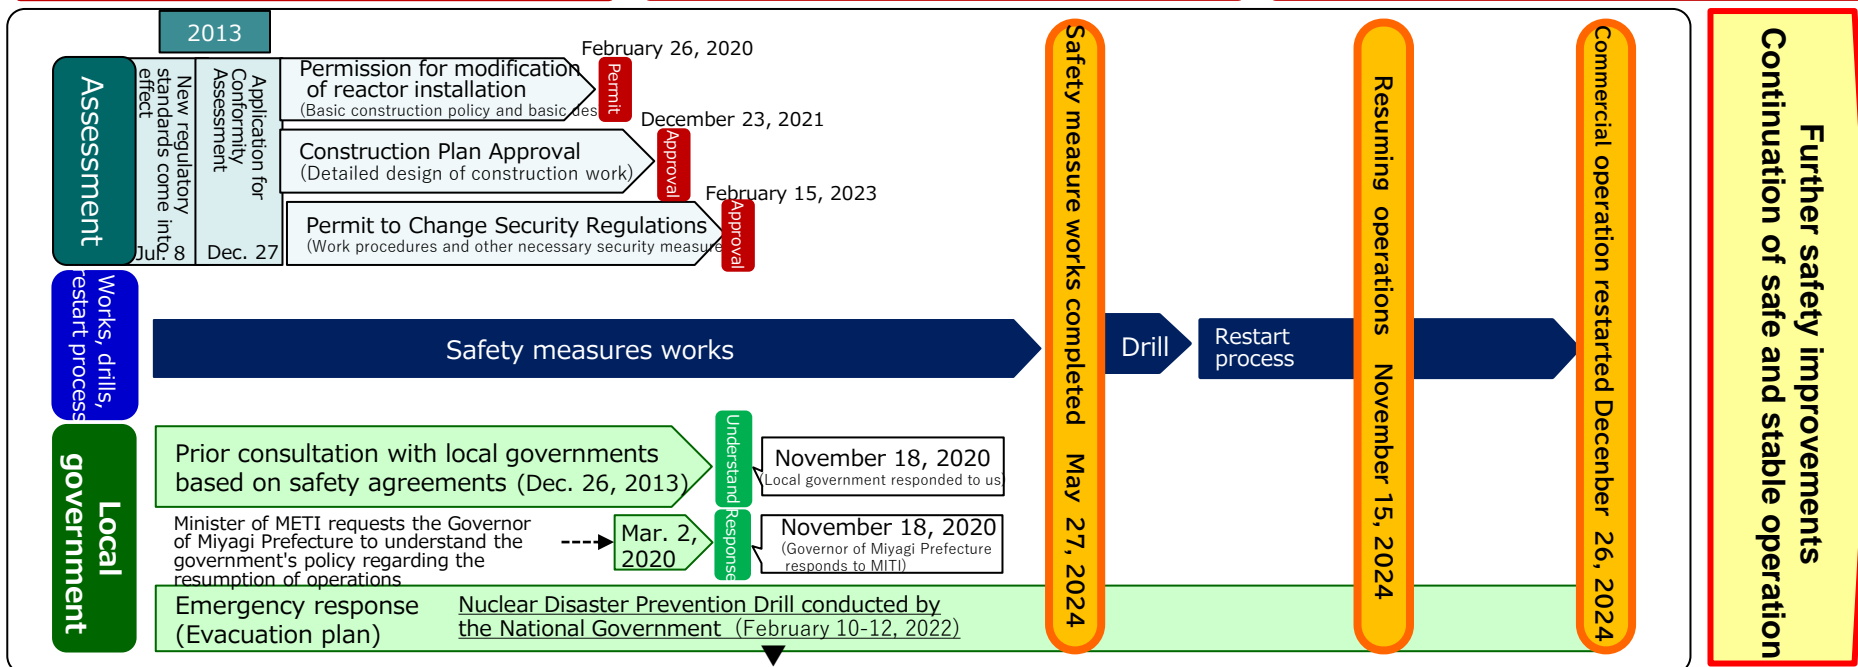 2013
Assessment
New regulatory
standards come into
effect
Jul. 8
Application for
Conformity
Assessment
Dec. 27
February 26, 2020
Permission for modification
of reactor installation
(Basic construction policy and basic des
Permit
December 23, 2021
Construction Plan Approval
(Detailed design of construction work)
Approval
February 15, 2023
Permit to Change Security Regulations
(Work procedures and other necessary security measure
Approval
Works, drills,
restart process
Safety measures works
Drill
Restart
process
Local
government
Prior consultation with local governments
based on safety agreements (Dec. 26, 2013)
Understand
November 18, 2020
(Local government responded to us)
Minister of METI requests the Governor
of Miyagi Prefecture to understand the
government's policy regarding the
resumption of operations
Mar. 2,
2020
Response
November 18, 2020
(Governor of Miyagi Prefecture
responds to MITI)
Emergency response
(Evacuation plan)
Nuclear Disaster Prevention Drill conducted by
the National Government (February 10-12, 2022)
Safety measure works completed May 27, 2024
Resuming operations November 15, 2024
Commercial operation restarted December 26, 2024
Further safety improvements
Continuation of safe and stable operation